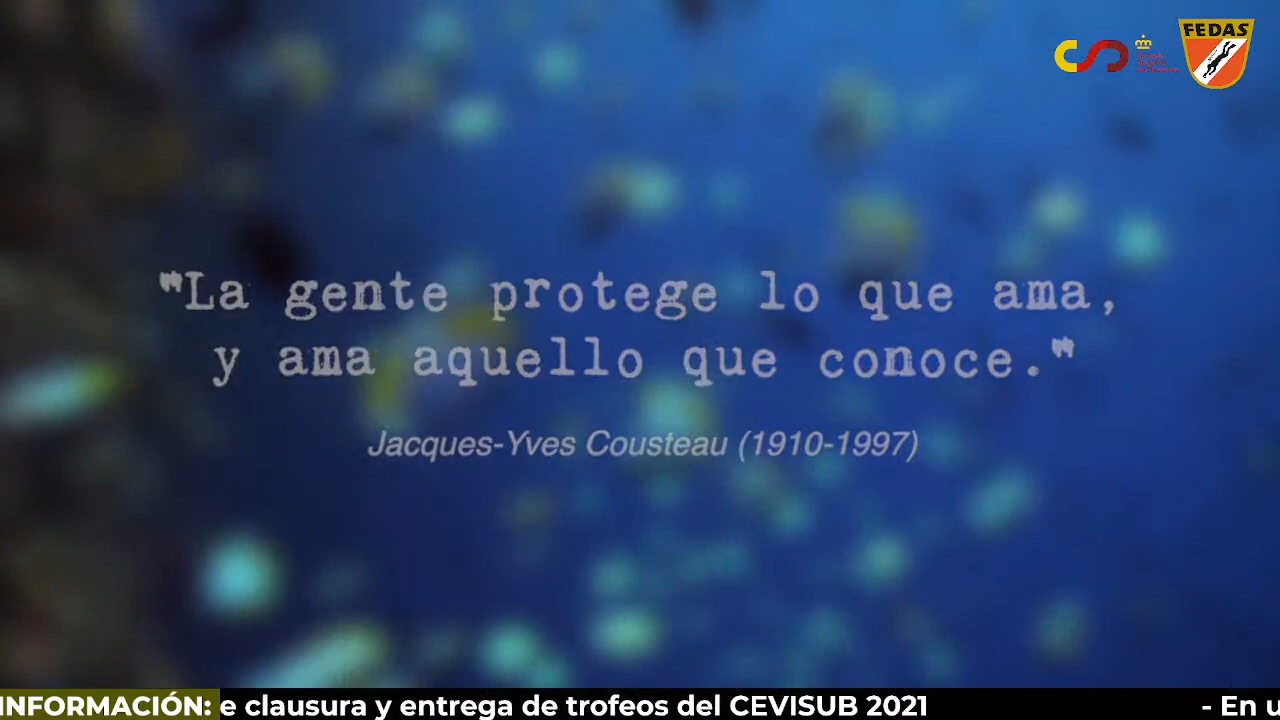 FEDAS
"La gente protege lo que ama,
y ama aquello que conoce."
Jacques-Yves Cousteau (1910-1997)
INFORMACIÓN: e clausura y entrega de trofeos del CEVISUB 2021 - En u